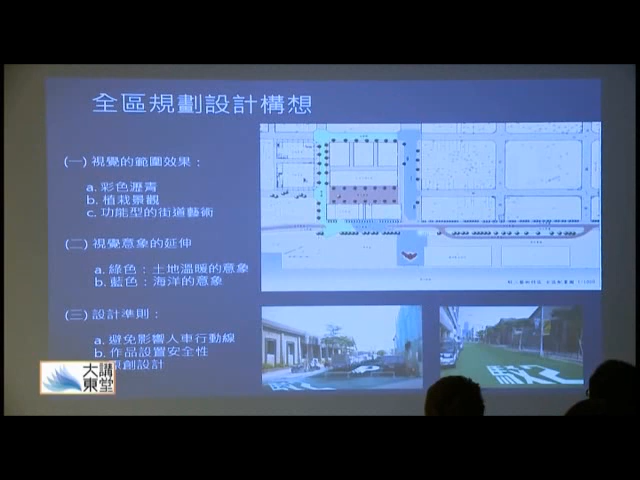 全區規劃設計構想
(一) 視覺的範圍效果：
a. 彩色瀝青
b. 植栽景觀
c. 功能型的街道藝術
(二) 視覺意象的延伸
a. 綠色：土地溫暖的意象
b. 藍色：海洋的意象
(三) 設計準則：
a. 避免影響人車行動線
b. 作品設置安全性
原創設計
駁2
大講
東堂